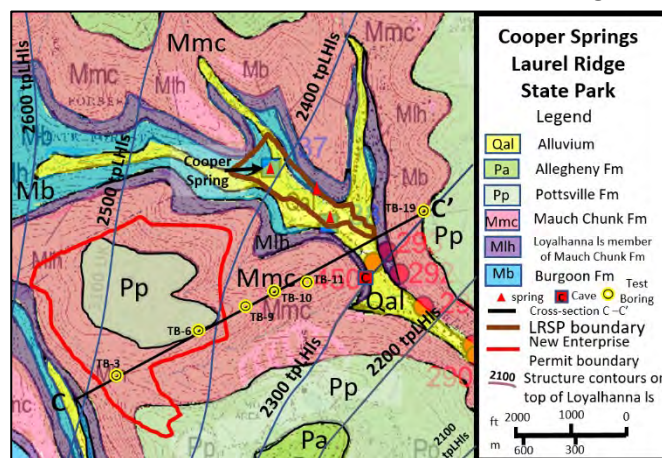 Cooper Springs
Laurel Ridge
State Park
Legend
Qal Alluvium
Pa Allegheny Fm
Pp Pottsville Fm
Mmc Mauch Chunk Fm
Mlh Loyalhanna ls member
of Mauch Chunk Fm
Mb Burgoon Fm
spring C Cave Test
Boring
Cross-section C –C'
LRSP boundary
New Enterprise
Permit boundary
2100 Structure contours on
top of Loyalhanna ls
ft 2000 1000 0
m 600 300
2600 tpLHls
Mmc
Mmc
Mmc
Mb
Mlh
2400 tpLHls
Mlh
Mb
37
Cooper
Spring
Mb
2500 tpLHls
TB-19
C'
Pp
Mlh
Mlh
Pp
Mmc
TB-11
TB-10
TB-9
TB-6
TB-3
C
C
Qal
292
2300 tpLHls
2200 tpLHls
Pp
2100
tpLHls
Pa